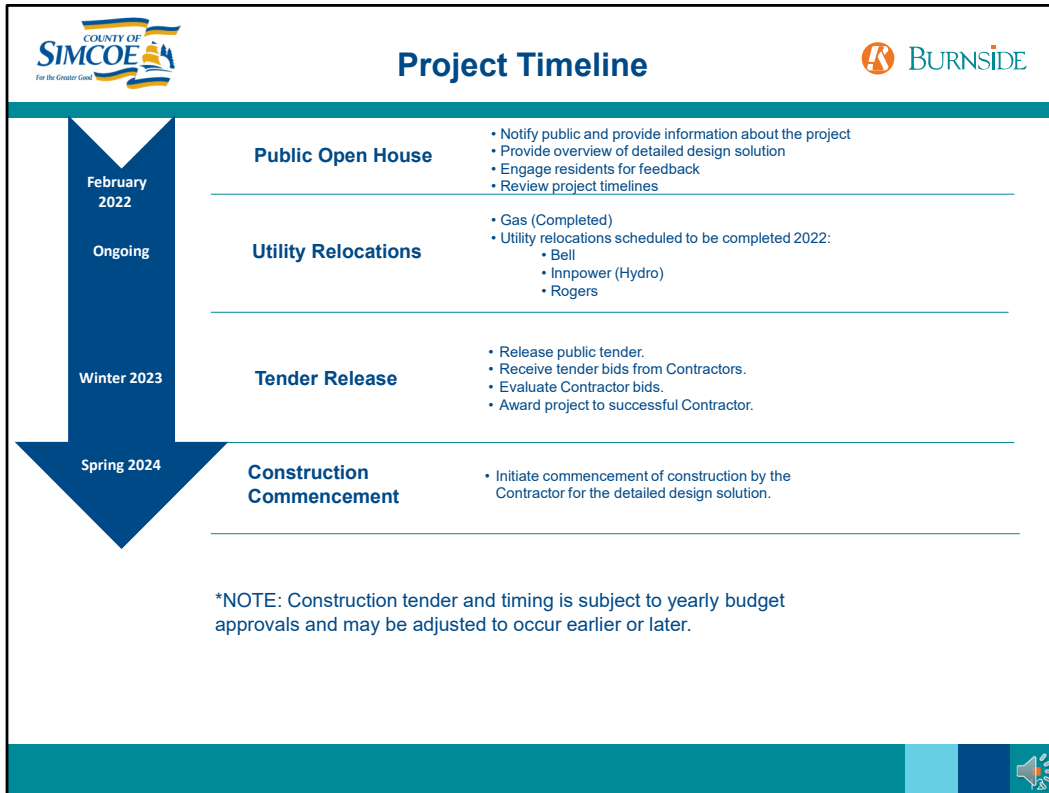 COUNTY OF
SIMCOE
For the Greater Good
Project Timeline
BURNSIDE
February
2022
Public Open House
• Notify public and provide information about the project
• Provide overview of detailed design solution
• Engage residents for feedback
• Review project timelines
Ongoing
Utility Relocations
• Gas (Completed)
• Utility relocations scheduled to be completed 2022:
• Bell
• Innpower (Hydro)
• Rogers
Winter 2023
Tender Release
• Release public tender.
• Receive tender bids from Contractors.
• Evaluate Contractor bids.
• Award project to successful Contractor.
Spring 2024
Construction
Commencement
• Initiate commencement of construction by the
Contractor for the detailed design solution.
*NOTE: Construction tender and timing is subject to yearly budget
approvals and may be adjusted to occur earlier or later.